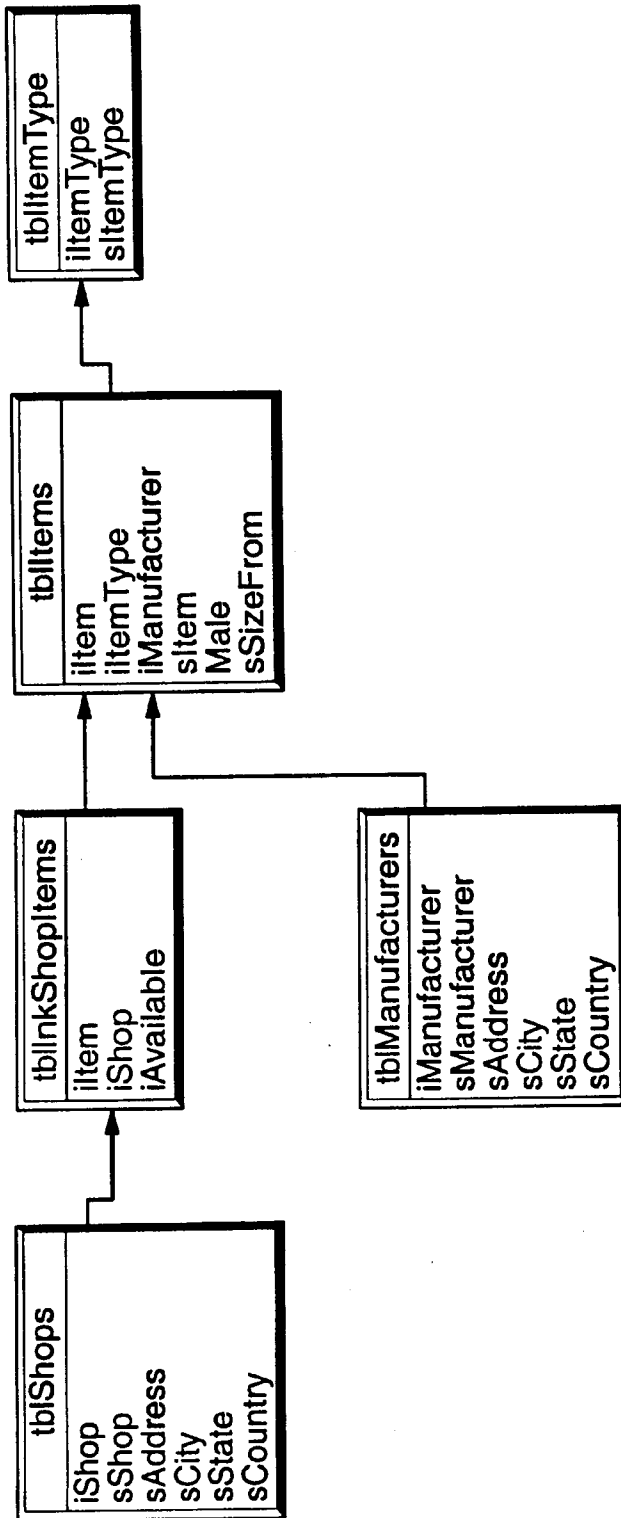 tblShops
iShop
sShop
sAddress
sCity
sState
sCountry
tblnkShopItems
iItem
iShop
iAvailable
tblManufacturers
iManufacturer
sManufacturer
sAddress
sCity
sState
sCountry
tblItems
iItem
iItemType
iManufacturer
sItem
Male
sSizeFrom
tblItemType
iItemType
sItemType